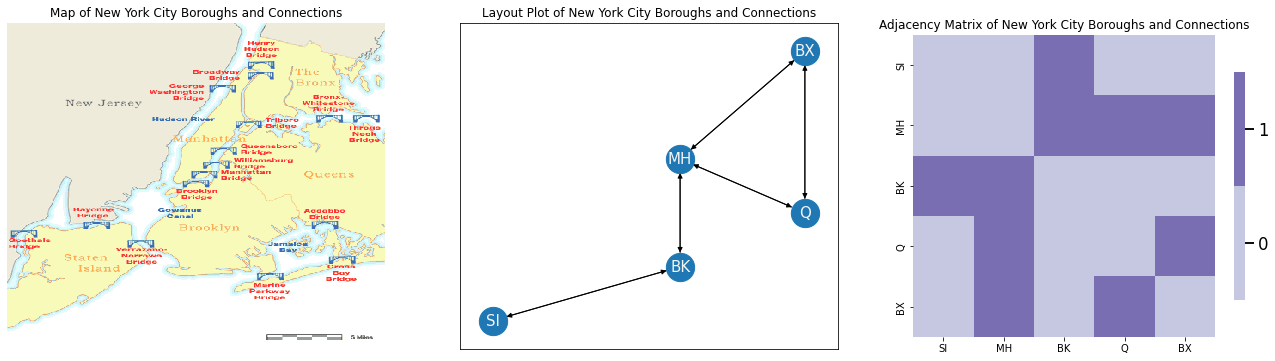 Map of New York City Boroughs and Connections
Henry
Hudson
Bridge
Broadway
Bridge
The
Bronx
George
Washington
Bridge
Bronx-
Whitestone
Bridge
New Jersey
Hudson River
Triboro
Bridge
Throgs
Neck
Bridge
Manhattan
Queensboro
Bridge
Williamsburg
Bridge
Manhattan
Bridge
Queens
Brooklyn
Bridge
Bayonne
Bridge
Gowanus
Canal
Addabbo
Bridge
Brooklyn
Goethals
Bridge
Verrazano-
Narrows
Bridge
Jamaica
Bay
Staten
Island
Cross
Bay
Bridge
Marine
Parkway
Bridge
5 Miles
Layout Plot of New York City Boroughs and Connections
BX
MH
Q
BK
SI
Adjacency Matrix of New York City Boroughs and Connections
SI
MH
BK
Q
BX
SI MH BK Q BX
1
0